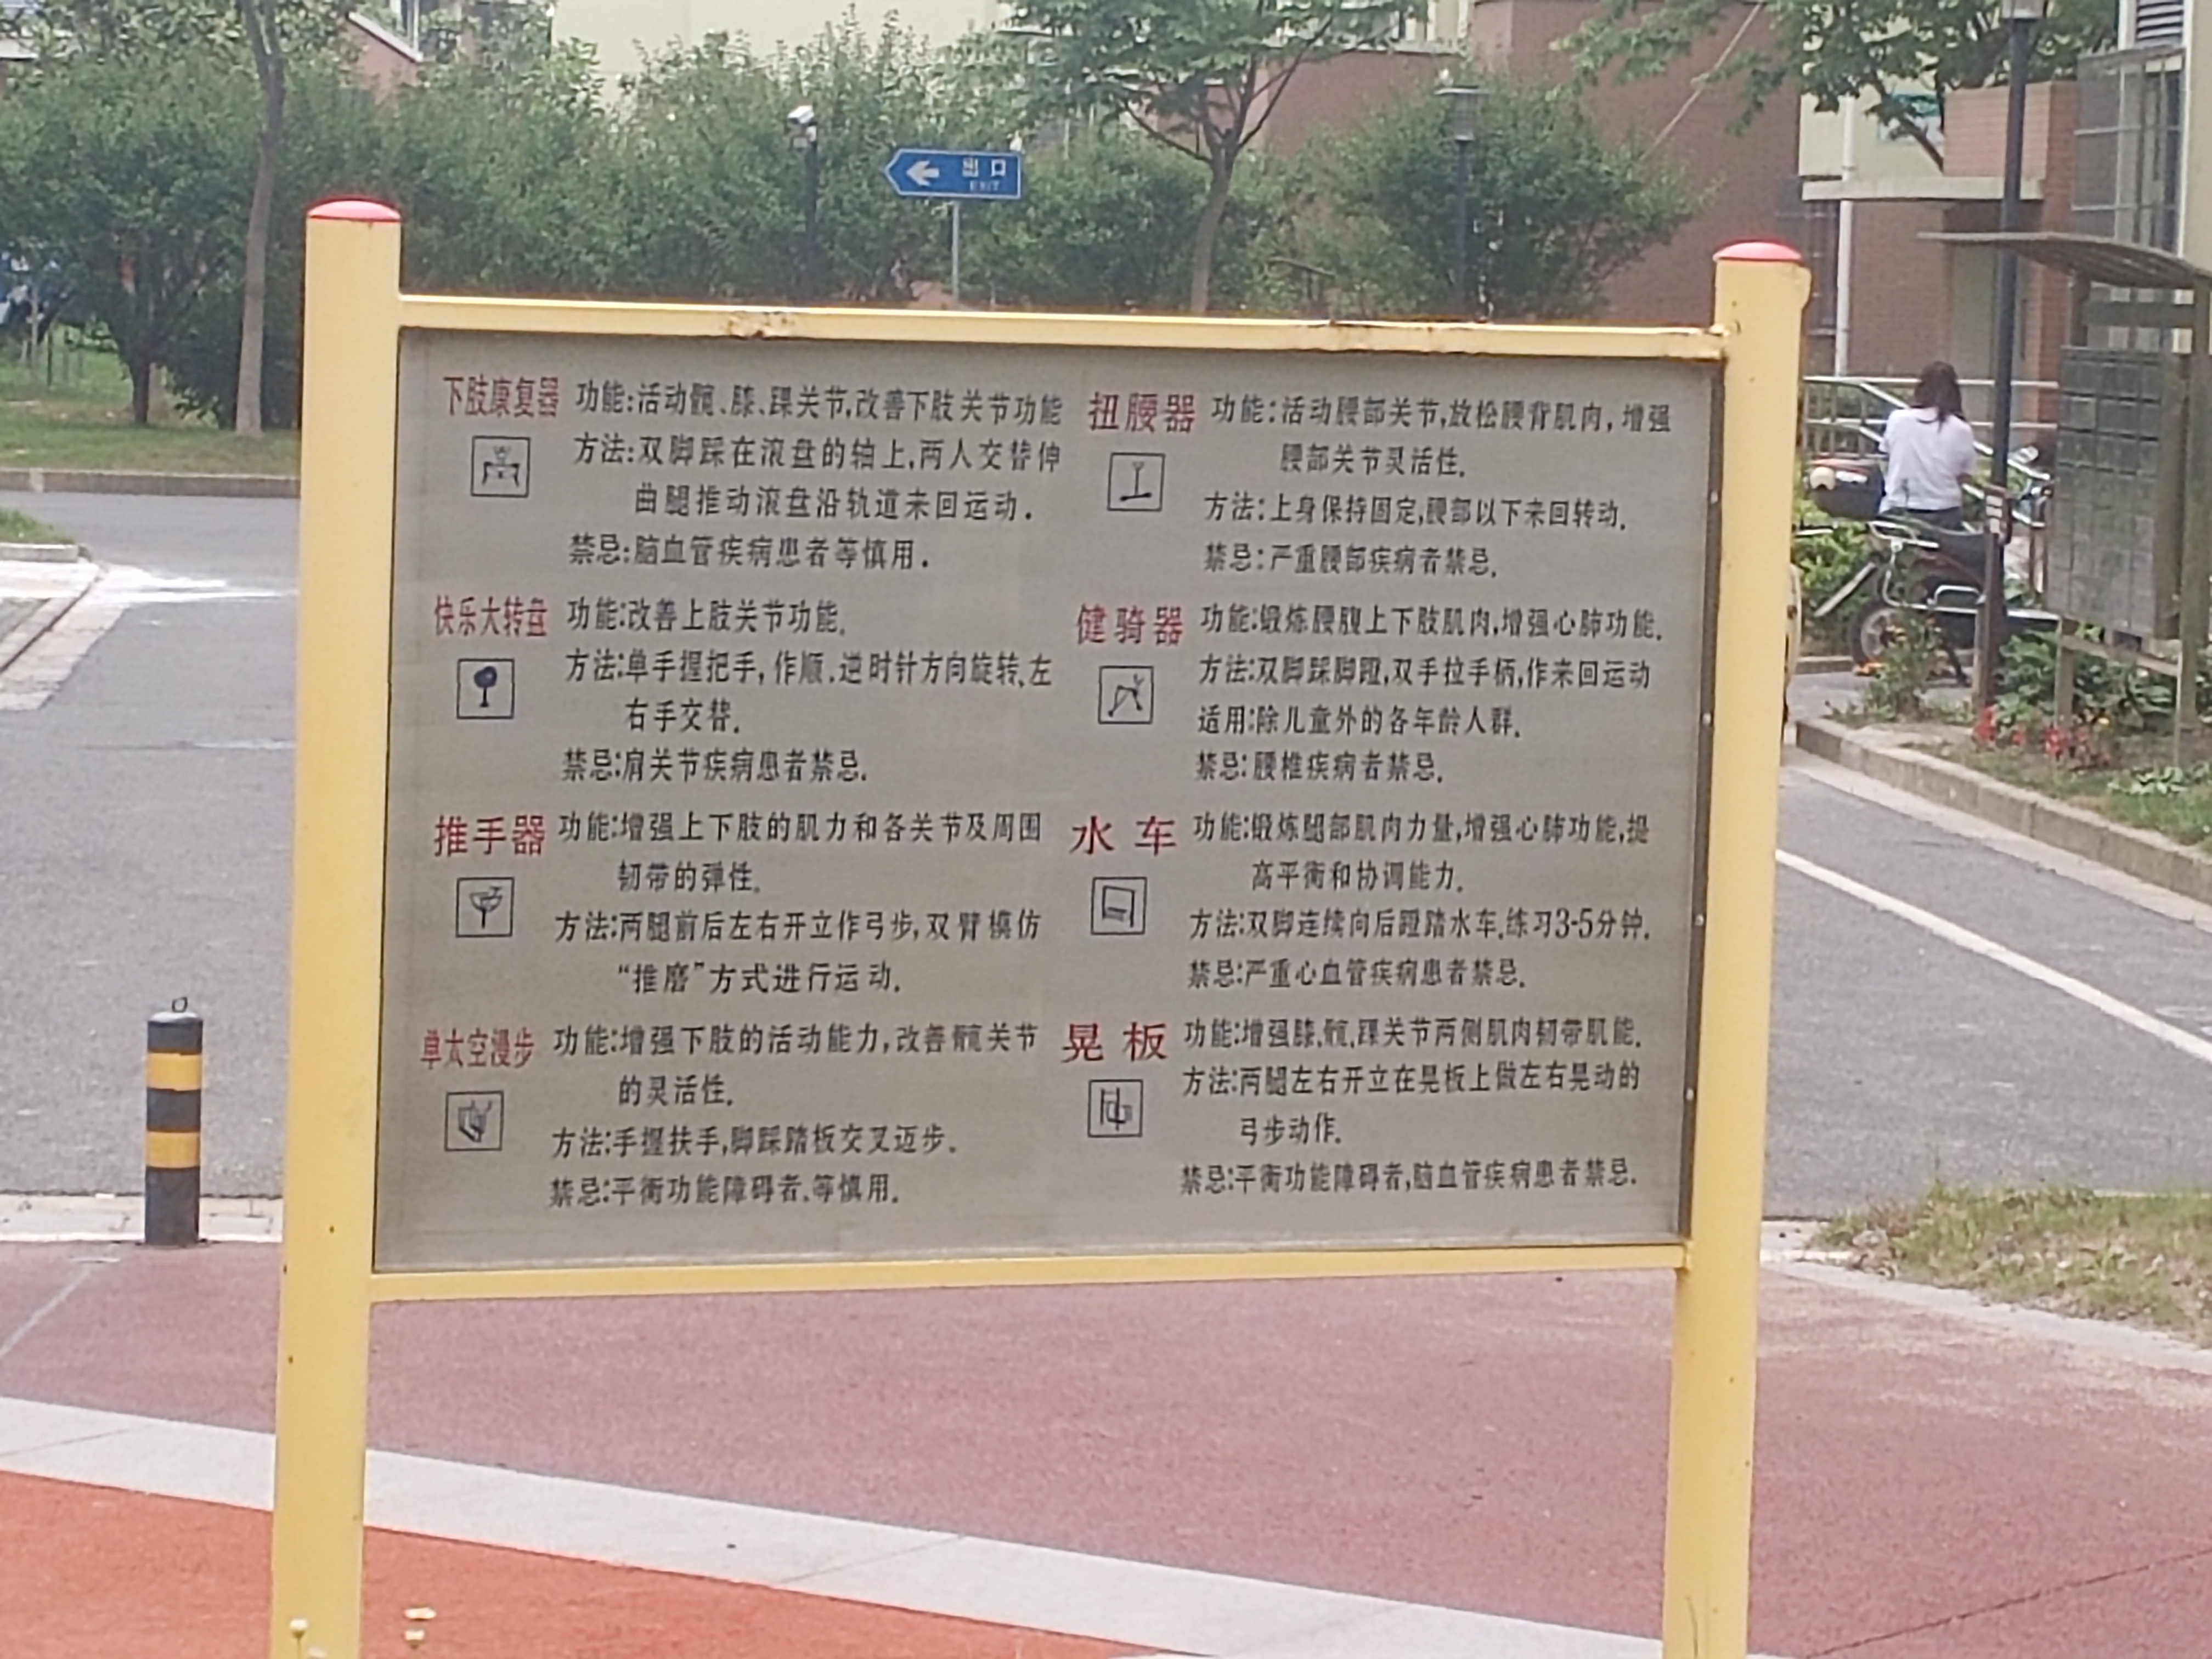 出口
EXIT
下肢康复器 功能:活动髋、膝、踝关节,改善下肢关节功能
方法:双脚踩在滚盘的轴上,两人交替伸
曲腿推动滚盘沿轨道来回运动.
禁忌:脑血管疾病患者等慎用.
快乐大转盘 功能:改善上肢关节功能.
方法:单手握把手,作顺.逆时针方向旋转,左
右手交替.
禁忌:肩关节疾病患者禁忌.
推手器 功能:增强上下肢的肌力和各关节及周围
韧带的弹性.
方法:两腿前后左右开立作弓步,双臂模仿
“推磨”方式进行运动.
单太空漫步 功能:增强下肢的活动能力,改善髋关节
的灵活性.
方法:手握扶手,脚踩踏板交叉迈步.
禁忌:平衡功能障碍者.等慎用.
扭腰器 功能:活动腰部关节,放松腰背肌肉,增强
腰部关节灵活性.
方法:上身保持固定,腰部以下来回转动.
禁忌:严重腰部疾病者禁忌.
健骑器 功能:锻炼腰腹上下肢肌肉,增强心肺功能.
方法:双脚踩脚蹬,双手拉手柄,作来回运动
适用:除儿童外的各年龄人群.
禁忌:腰椎疾病者禁忌.
水车 功能:锻炼腿部肌肉力量,增强心肺功能,提
高平衡和协调能力.
方法:双脚连续向后蹬踏水车.练习3-5分钟.
禁忌:严重心血管疾病患者禁忌.
晃板 功能:增强膝.髋.踝关节两侧肌肉韧带肌能.
方法:两腿左右开立在晃板上做左右晃动的
弓步动作.
禁忌:平衡功能障碍者,脑血管疾病患者禁忌.